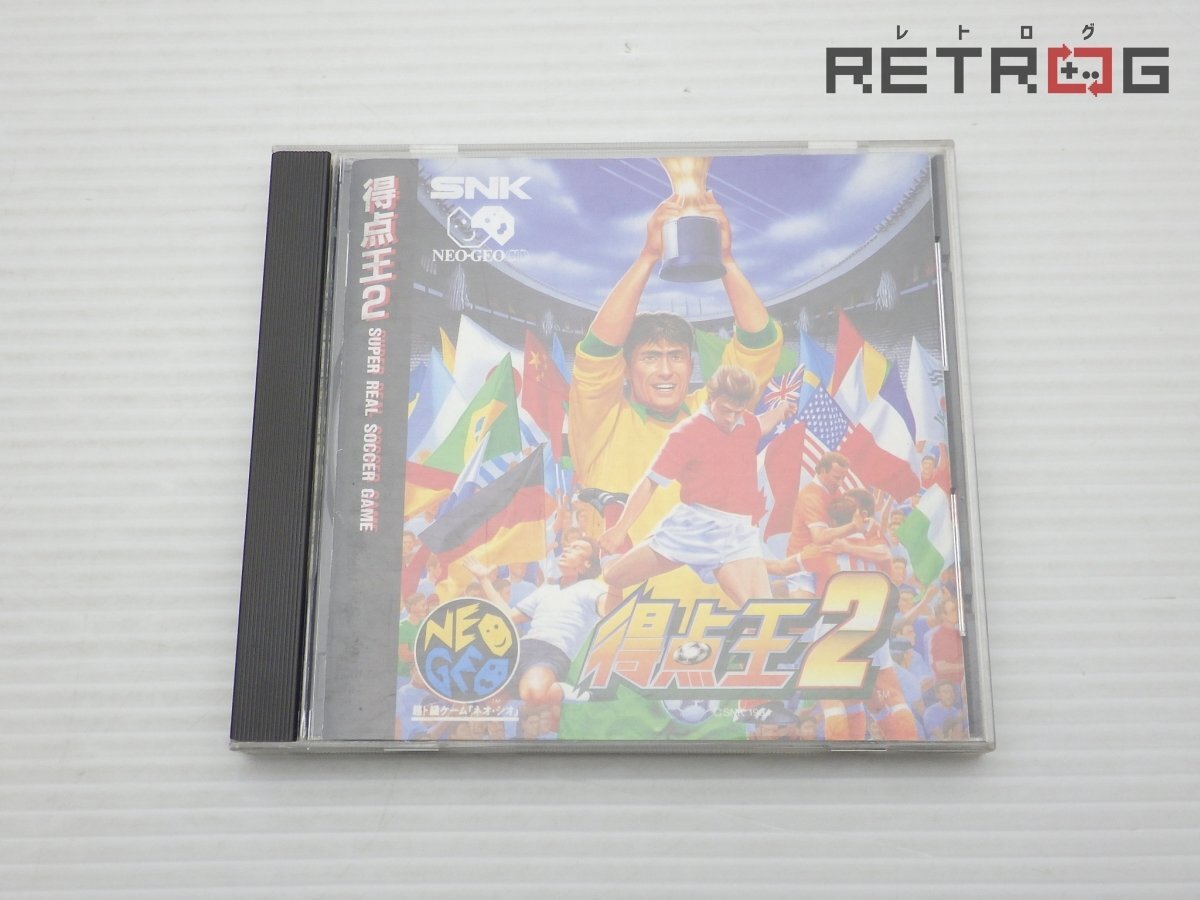 レトログ
RETROG
得点王2 SUPER REAL SOCCER GAME
SNK
NEO•GEO CD
NEO
GEO
得点王2
TM